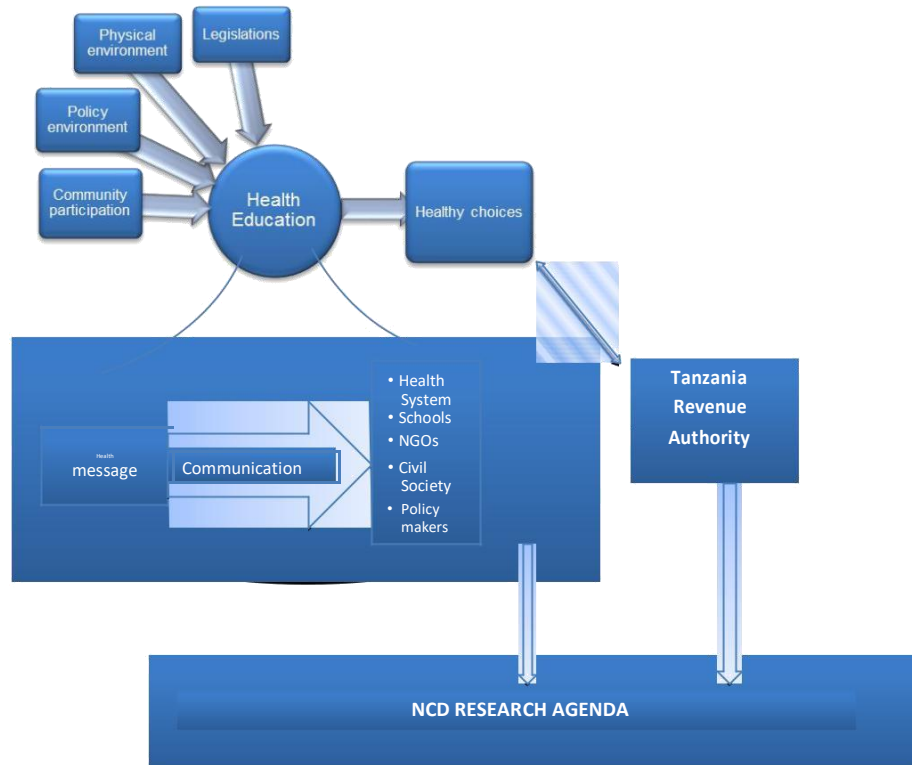 Physical
environment
Legislations
Policy
environment
Community
participation
Health
Education
Healthy choices
Health
message
Communication
• Health
System
• Schools
• NGOs
• Civil
Society
• Policy
makers
Tanzania
Revenue
Authority
NCD RESEARCH AGENDA